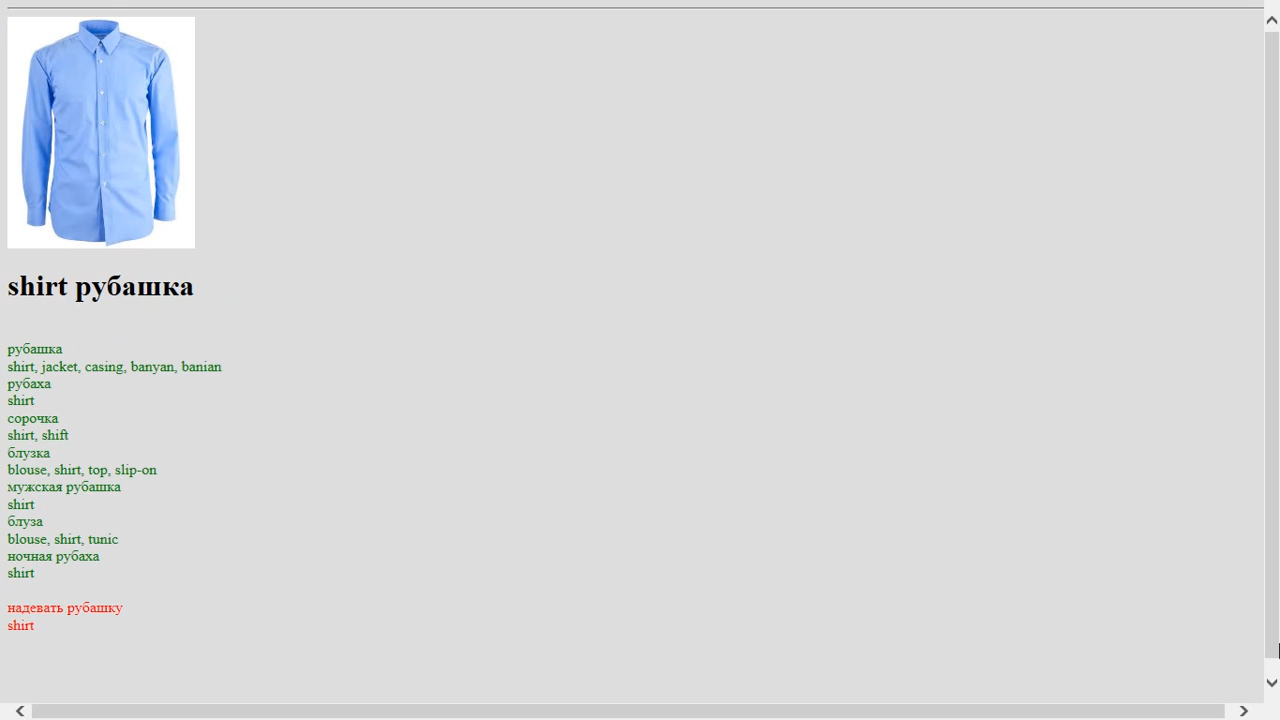 shirt рубашка
рубашка
shirt, jacket, casing, banyan, banian
рубаха
shirt
сорочка
shirt, shift
блузка
blouse, shirt, top, slip-on
мужская рубашка
shirt
блуза
blouse, shirt, tunic
ночная рубаха
shirt
надевать рубашку
shirt